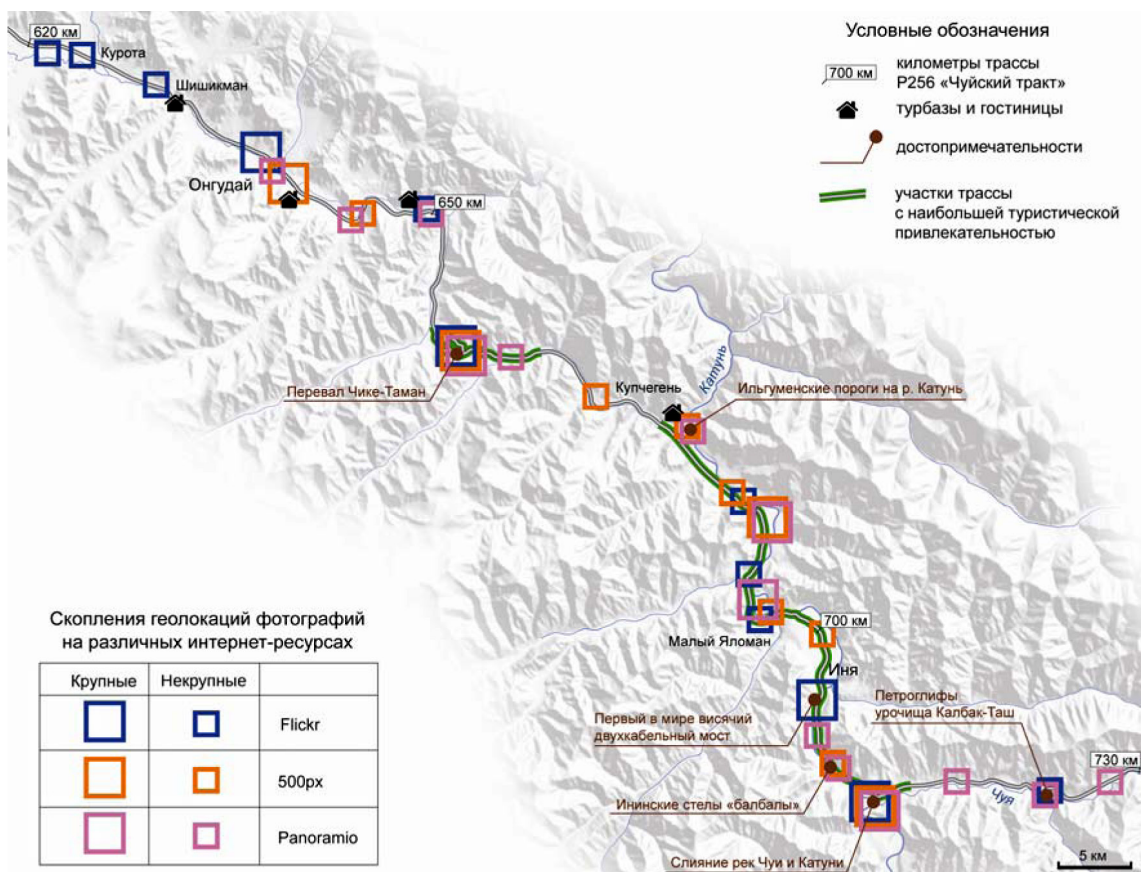 620 км
Курота
Шишикман
Онгудай
650 км
Перевал Чике-Таман
Купчегень
Катунь
Ильгуменские пороги на р. Катунь
Малый Яломан
700 км
Иня
Первый в мире висячий
двухкабельный мост
Петроглифы
урочища Калбак-Таш
730 км
Чуя
Ининские стелы «балбалы»
Слияние рек Чуи и Катуни
5 км
Условные обозначения
700 км
километры трассы
Р256 «Чуйский тракт»
турбазы и гостиницы
достопримечательности
участки трассы
с наибольшей туристической
привлекательностью
Скопления геолокаций фотографий
на различных интернет-ресурсах
Крупные Некрупные
Flickr
500px
Panoramio